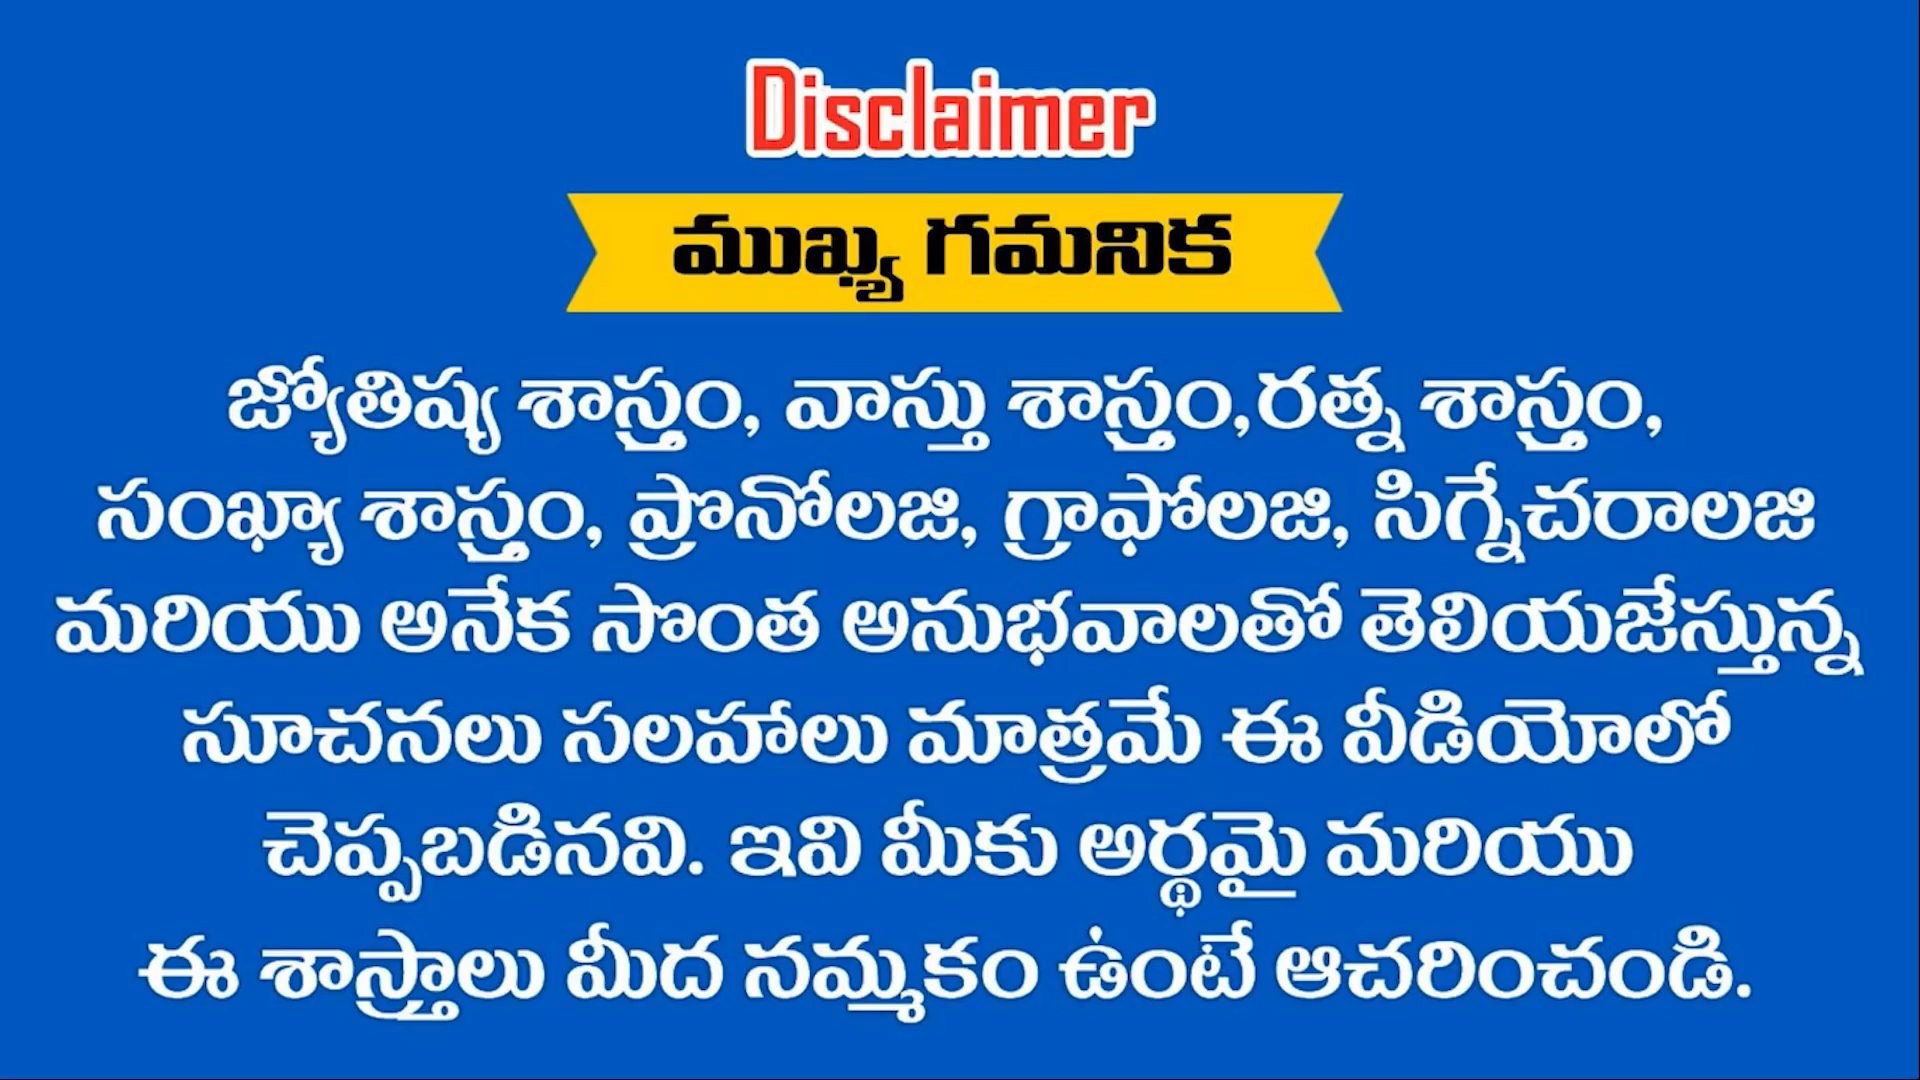 Disclaimer
ముఖ్య గమనిక
జ్యోతిష్య శాస్త్రం, వాస్తు శాస్త్రం,రత్న శాస్త్రం,
సంఖ్యా శాస్త్రం, ప్రొనోలజి, గ్రాఫోలజి, సిగ్నేచరాలజి
మరియు అనేక సొంత అనుభవాలతో తెలియజేస్తున్న
సూచనలు సలహాలు మాత్రమే ఈ వీడియోలో
చెప్పబడినవి. ఇవి మీకు అర్థమై మరియు
ఈ శాస్త్రాలు మీద నమ్మకం ఉంటే ఆచరించండి.